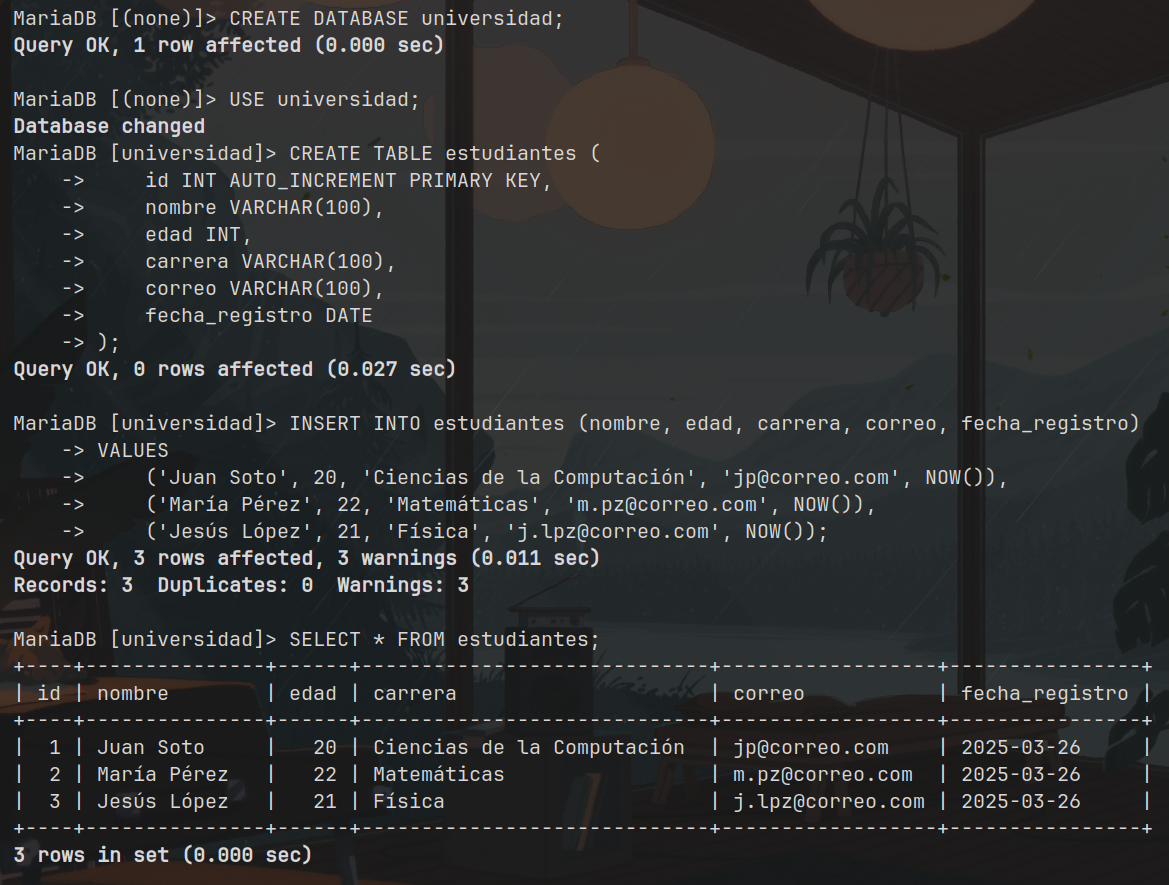 MariaDB [(none)]> CREATE DATABASE universidad;
Query OK, 1 row affected (0.000 sec)

MariaDB [(none)]> USE universidad;
Database changed
MariaDB [universidad]> CREATE TABLE estudiantes (
    ->     id INT AUTO_INCREMENT PRIMARY KEY,
    ->     nombre VARCHAR(100),
    ->     edad INT,
    ->     carrera VARCHAR(100),
    ->     correo VARCHAR(100),
    ->     fecha_registro DATE
    -> );
Query OK, 0 rows affected (0.027 sec)

MariaDB [universidad]> INSERT INTO estudiantes (nombre, edad, carrera, correo, fecha_registro)
    -> VALUES
    ->     ('Juan Soto', 20, 'Ciencias de la Computación', 'jp@correo.com', NOW()),
    ->     ('María Pérez', 22, 'Matemáticas', 'm.pz@correo.com', NOW()),
    ->     ('Jesús López', 21, 'Física', 'j.lpz@correo.com', NOW());
Query OK, 3 rows affected, 3 warnings (0.011 sec)
Records: 3  Duplicates: 0  Warnings: 3

MariaDB [universidad]> SELECT * FROM estudiantes;
+----+---------------+------+-----------------------------+------------------+----------------+
| id | nombre        | edad | carrera                     | correo           | fecha_registro |
+----+---------------+------+-----------------------------+------------------+----------------+
|  1 | Juan Soto     |   20 | Ciencias de la Computación  | jp@correo.com    | 2025-03-26     |
|  2 | María Pérez   |   22 | Matemáticas                 | m.pz@correo.com  | 2025-03-26     |
|  3 | Jesús López   |   21 | Física                      | j.lpz@correo.com | 2025-03-26     |
+----+---------------+------+-----------------------------+------------------+----------------+
3 rows in set (0.000 sec)